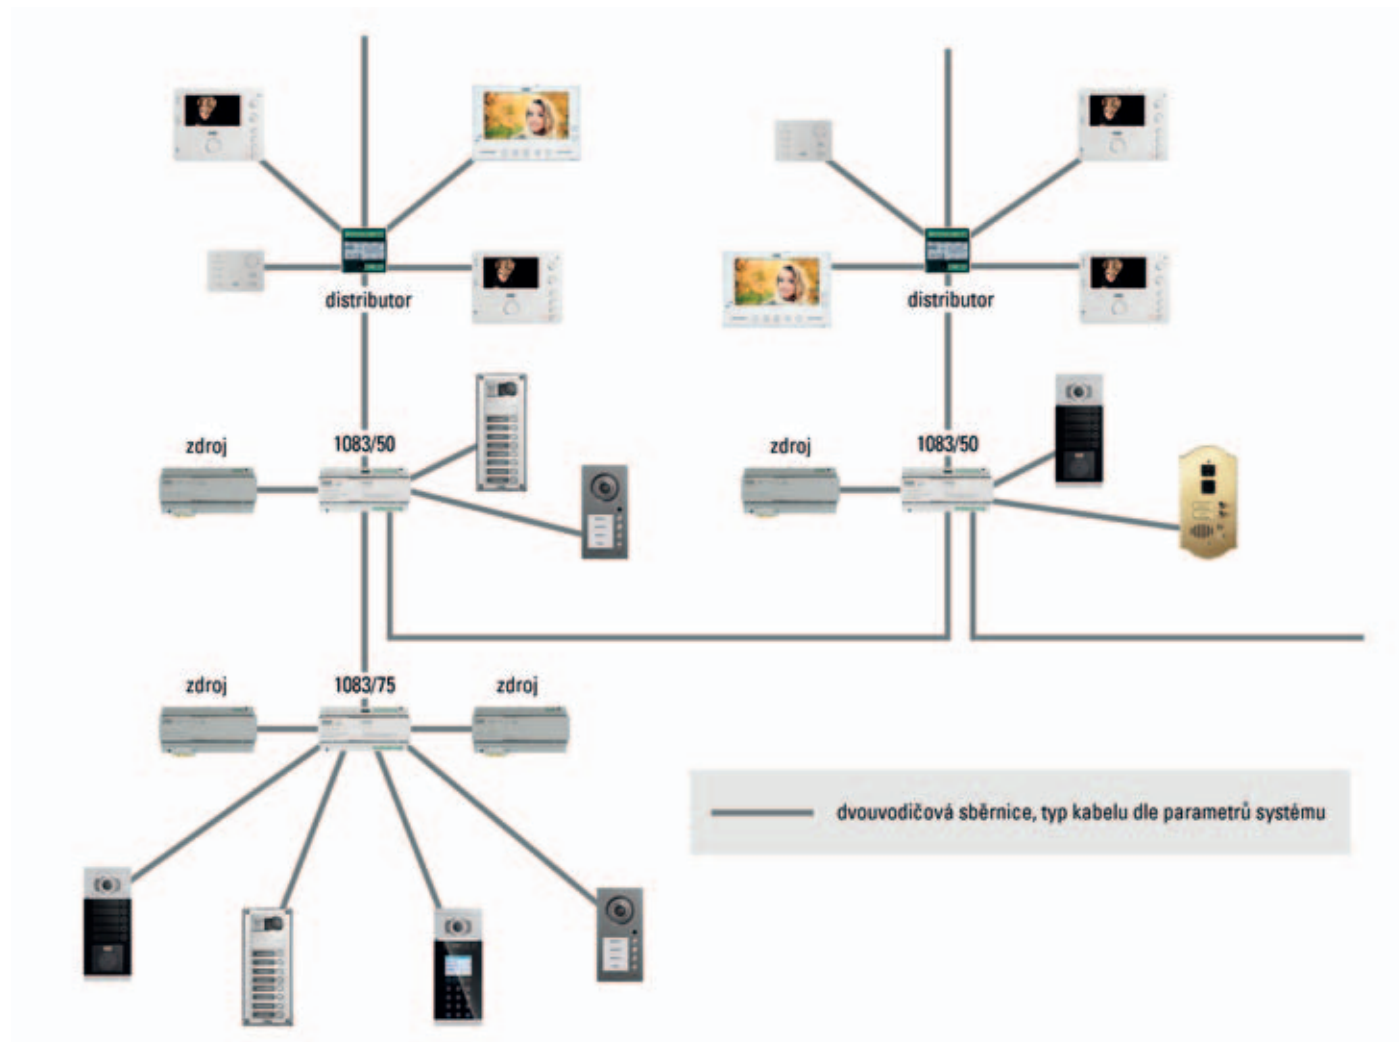 distributor
distributor
zdroj
1083/50
zdroj
1083/50
zdroj
1083/75
zdroj
dvouvodičová sběrnice, typ kabelu dle parametrů systému